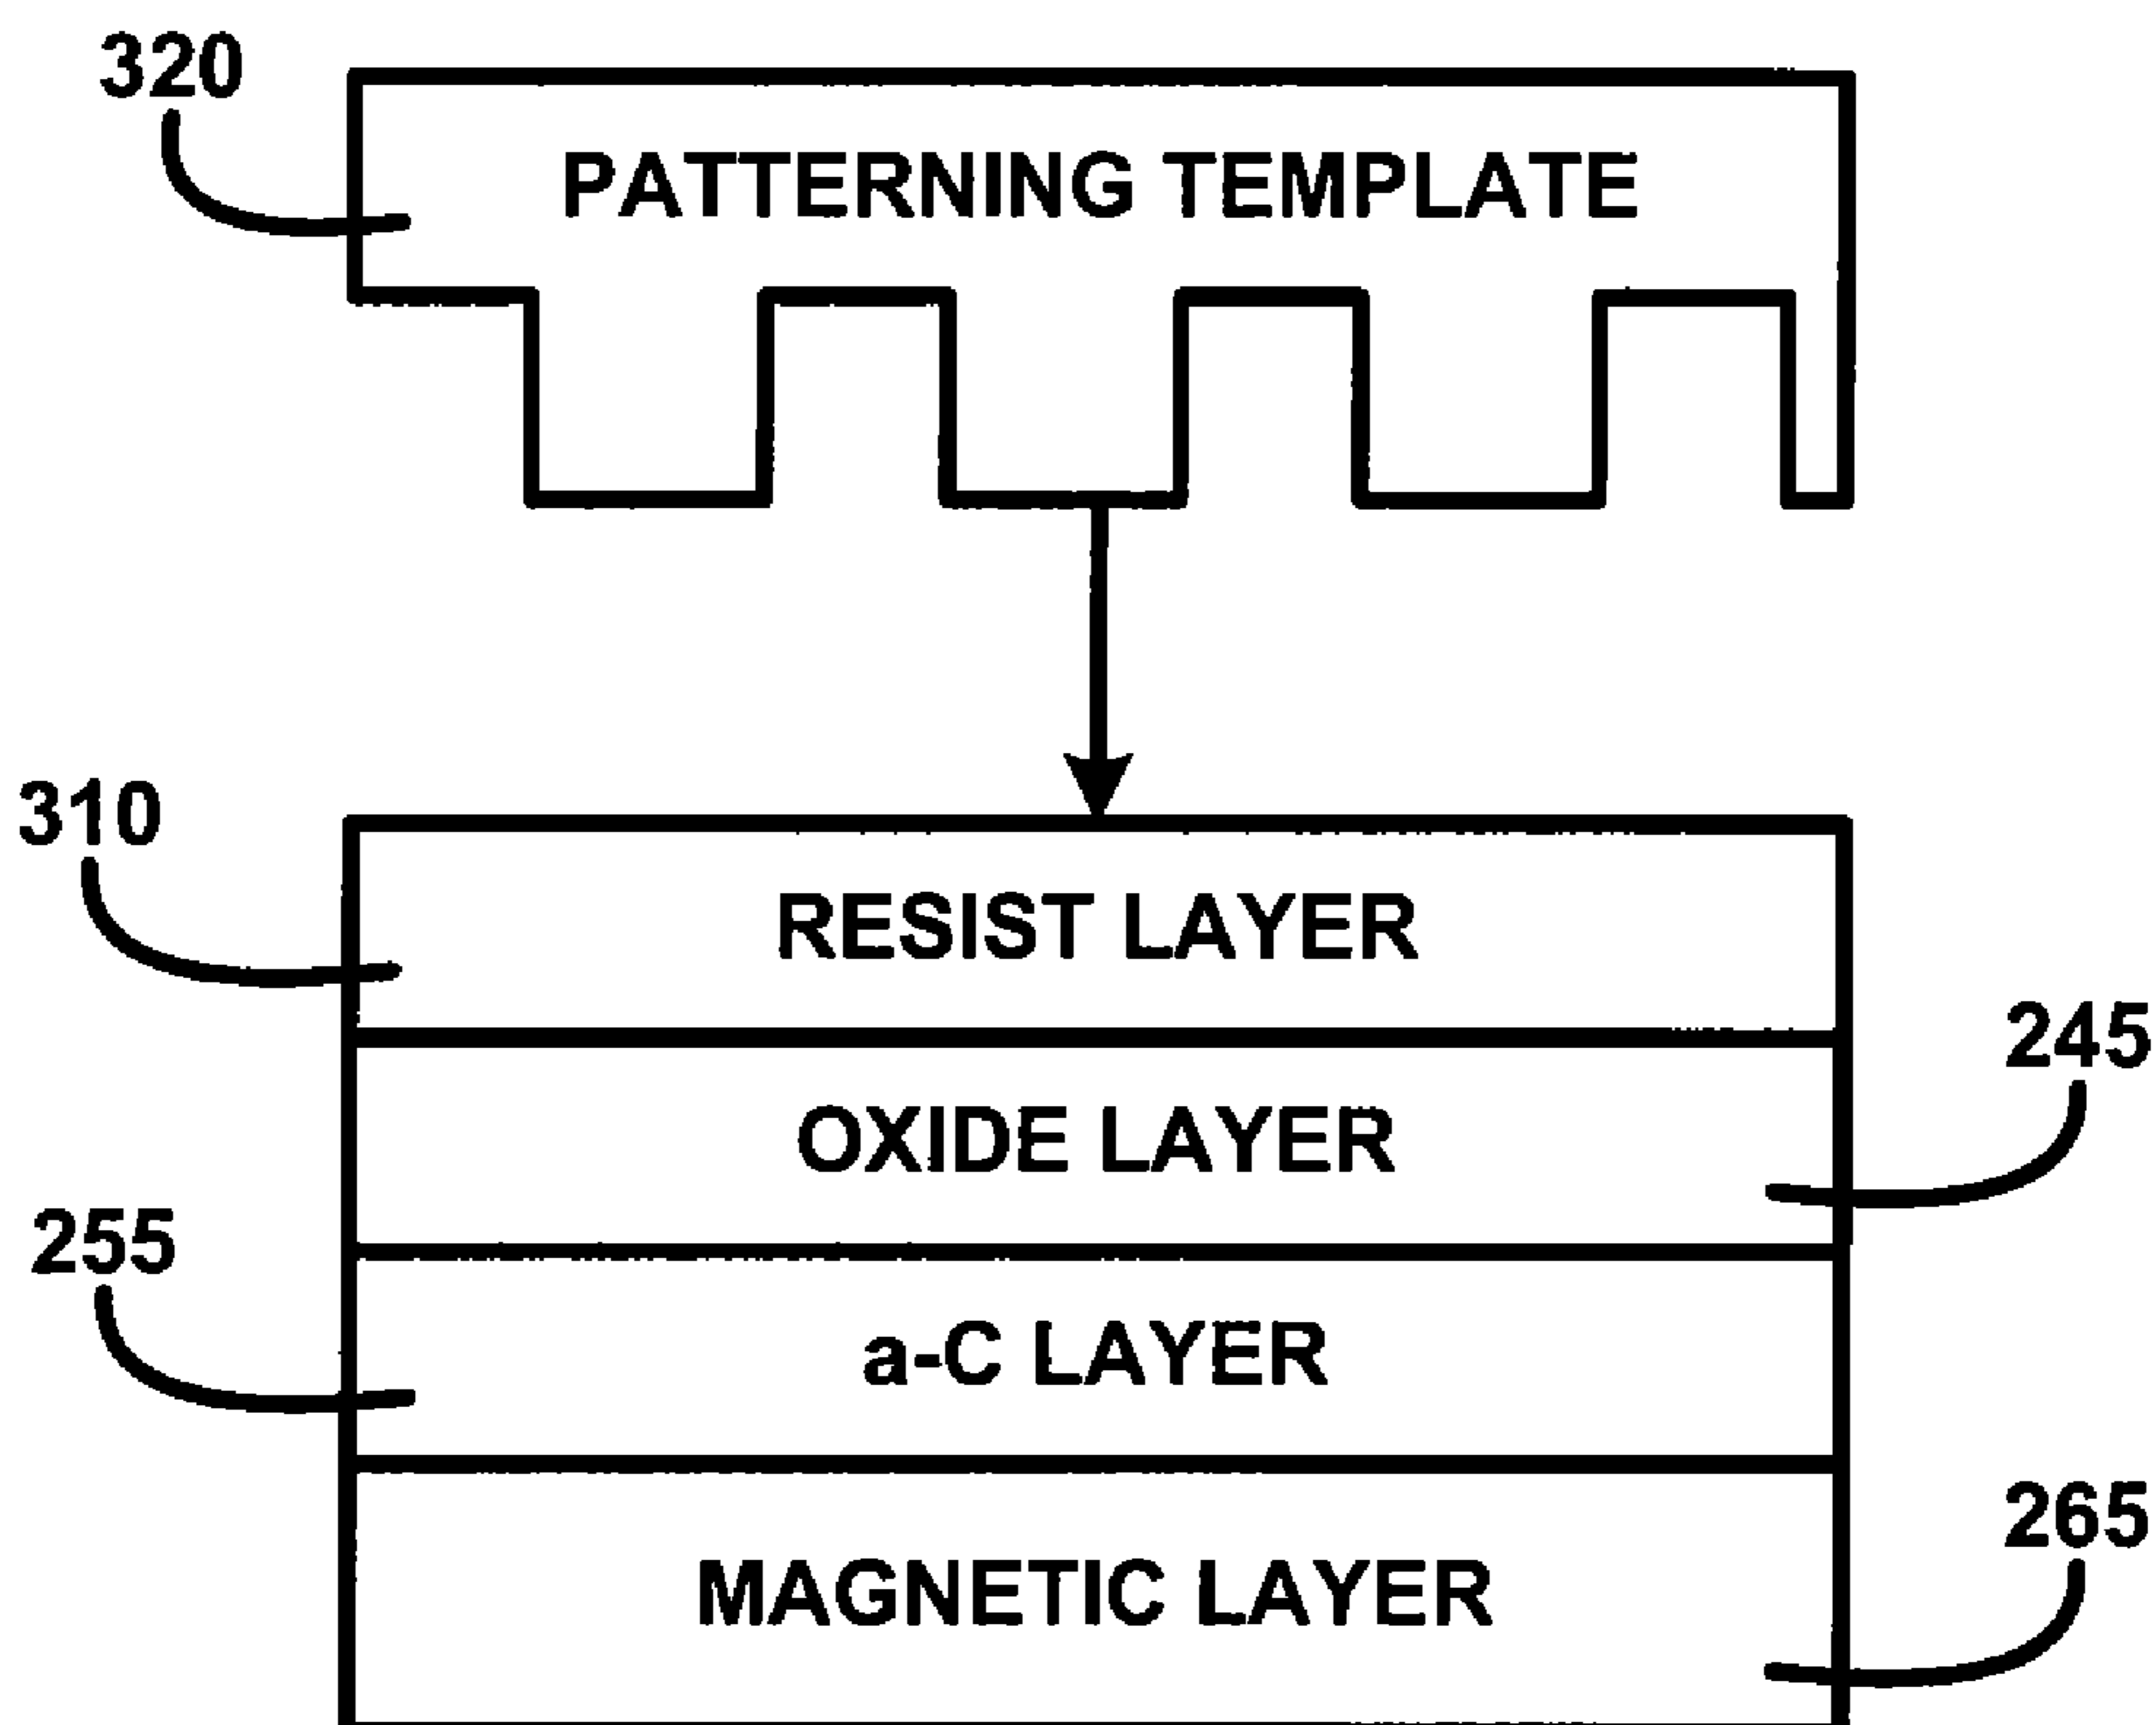 320
PATTERNING TEMPLATE
310
RESIST LAYER
245
OXIDE LAYER
255
a-C LAYER
265
MAGNETIC LAYER